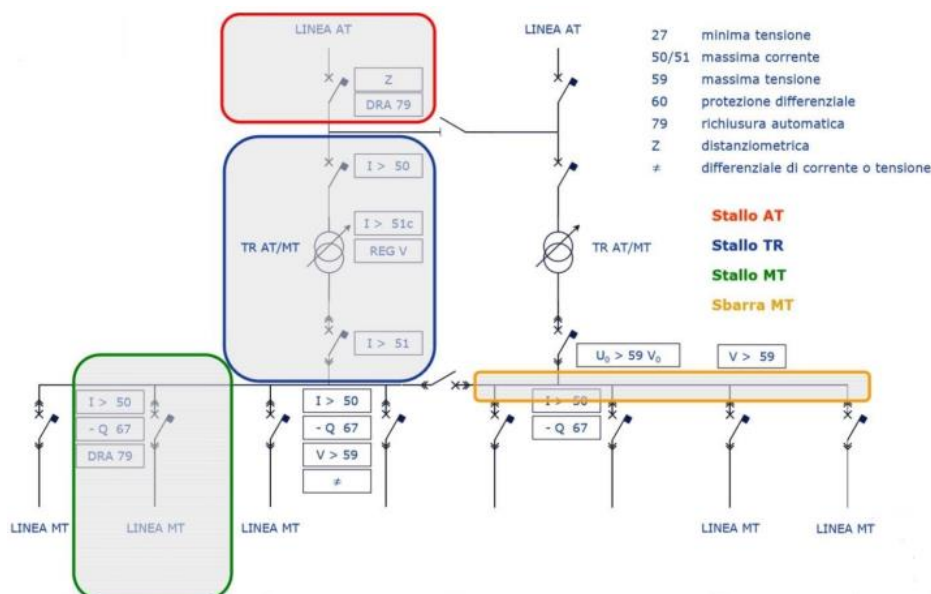 LINEA AT
LINEA AT
Z
DRA 79
I > 50
I > 51c
REG V
TR AT/MT
TR AT/MT
I > 51
U₀ > 59 V₀
V > 59
27 minima tensione
50/51 massima corrente
59 massima tensione
60 protezione differenziale
79 richiusura automatica
Z distanziometrica
≠ differenziale di corrente o tensione
Stallo AT
Stallo TR
Stallo MT
Sbarra MT
I > 50
- Q 67
DRA 79
I > 50
- Q 67
V > 59
≠
I > 50
- Q 67
LINEA MT
LINEA MT
LINEA MT
LINEA MT
LINEA MT